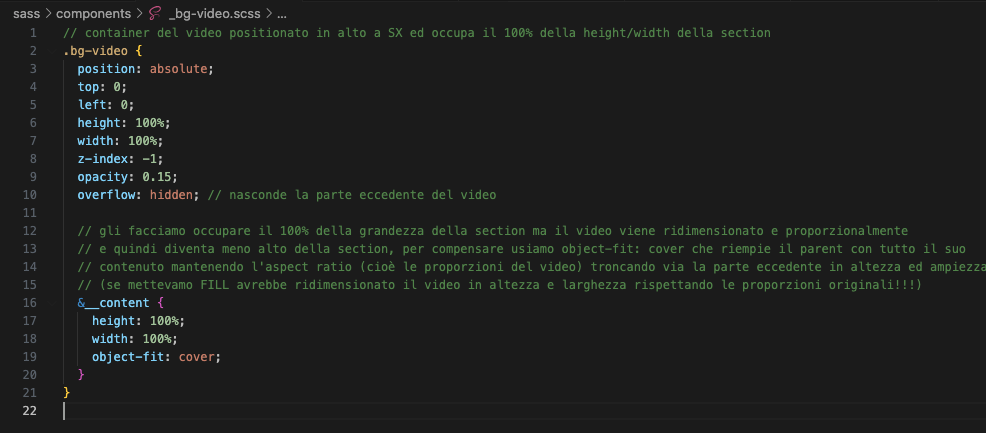 sass > components > _bg-video.scss > ...
1 // container del video positionato in alto a SX ed occupa il 100% della height/width della section
2 .bg-video {
3 position: absolute;
4 top: 0;
5 left: 0;
6 height: 100%;
7 width: 100%;
8 z-index: -1;
9 opacity: 0.15;
10 overflow: hidden; // nasconde la parte eccedente del video
11
12 // gli facciamo occupare il 100% della grandezza della section ma il video viene ridimensionato e proporzionalmente
13 // e quindi diventa meno alto della section, per compensare usiamo object-fit: cover che riempie il parent con tutto il suo
14 // contenuto mantenendo l'aspect ratio (cioè le proporzioni del video) troncando via la parte eccedente in altezza ed ampiezza
15 // (se mettevamo FILL avrebbe ridimensionato il video in altezza e larghezza rispettando le proporzioni originali!!!)
16 &__content {
17 height: 100%;
18 width: 100%;
19 object-fit: cover;
20 }
21 }
22